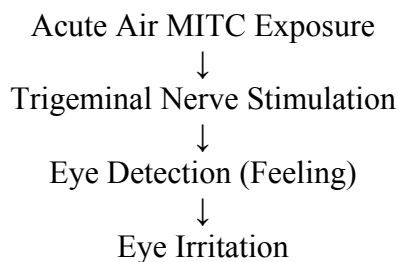 Acute Air MITC Exposure
↓
Trigeminal Nerve Stimulation
↓
Eye Detection (Feeling)
↓
Eye Irritation